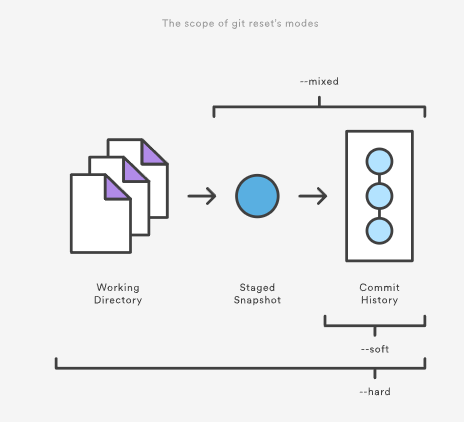 The scope of git reset's modes
--mixed
Working
Directory
Staged
Snapshot
Commit
History
--soft
--hard